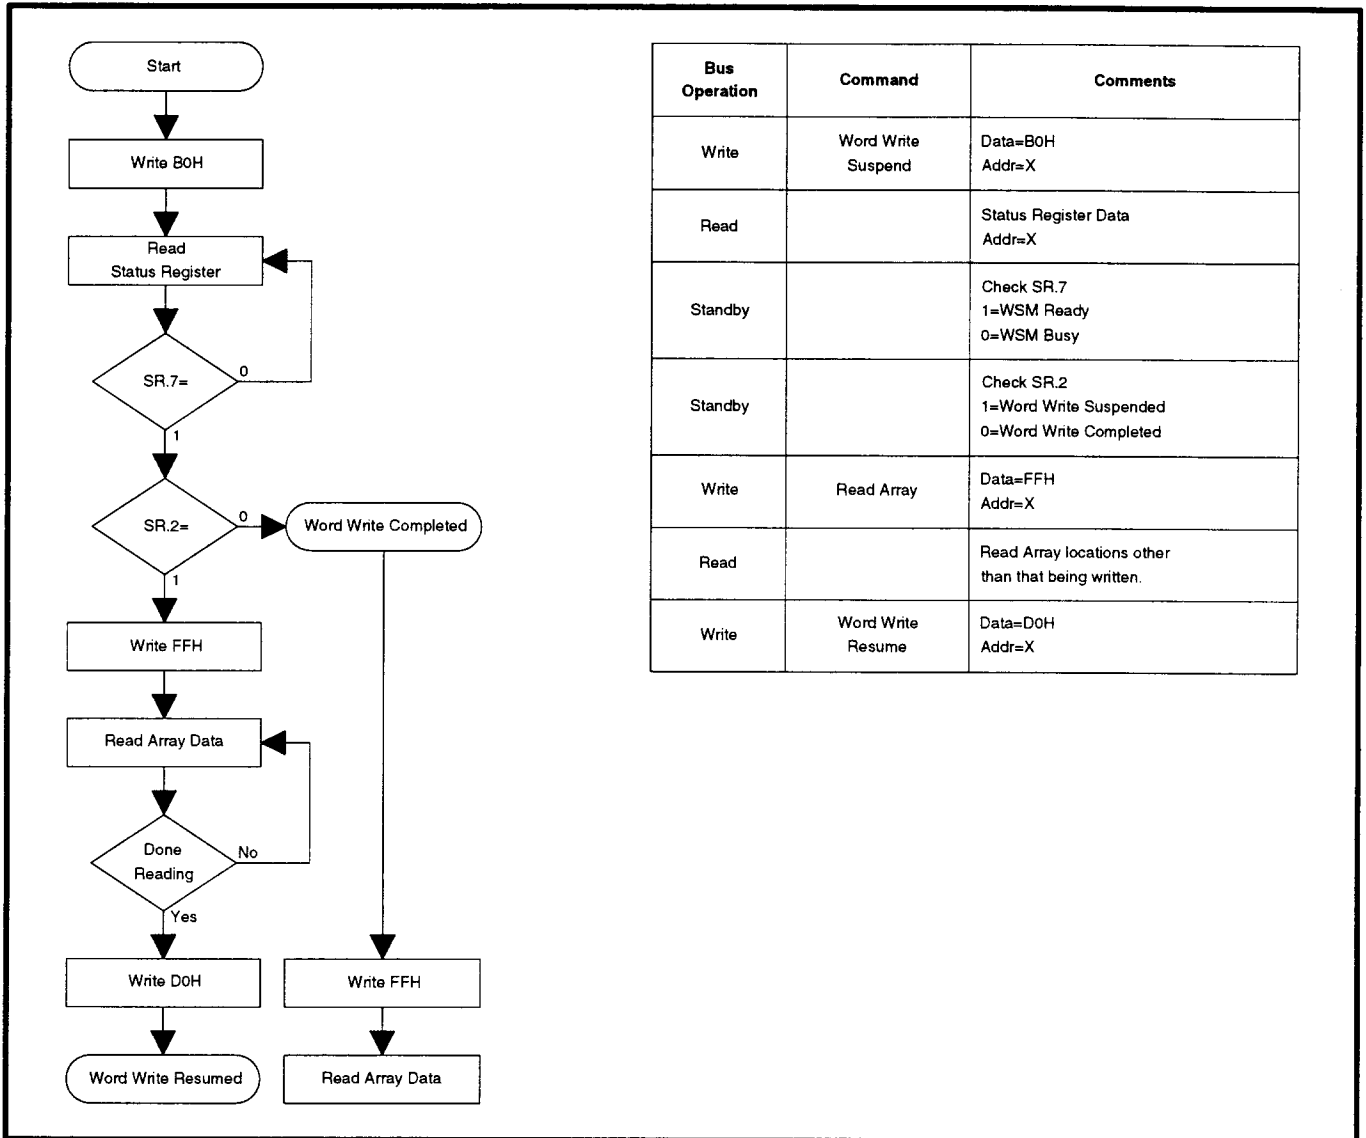 Start
Write B0H
Read
Status Register
SR.7=
0
1
SR.2=
0
Word Write Completed
1
Write FFH
Read Array Data
Done
Reading
No
Yes
Write D0H
Write FFH
Word Write Resumed
Read Array Data
Bus
Operation
Command
Comments
Write
Word Write
Suspend
Data=B0H
Addr=X
Read
Status Register Data
Addr=X
Standby
Check SR.7
1=WSM Ready
0=WSM Busy
Standby
Check SR.2
1=Word Write Suspended
0=Word Write Completed
Write
Read Array
Data=FFH
Addr=X
Read
Read Array locations other
than that being written.
Write
Word Write
Resume
Data=D0H
Addr=X